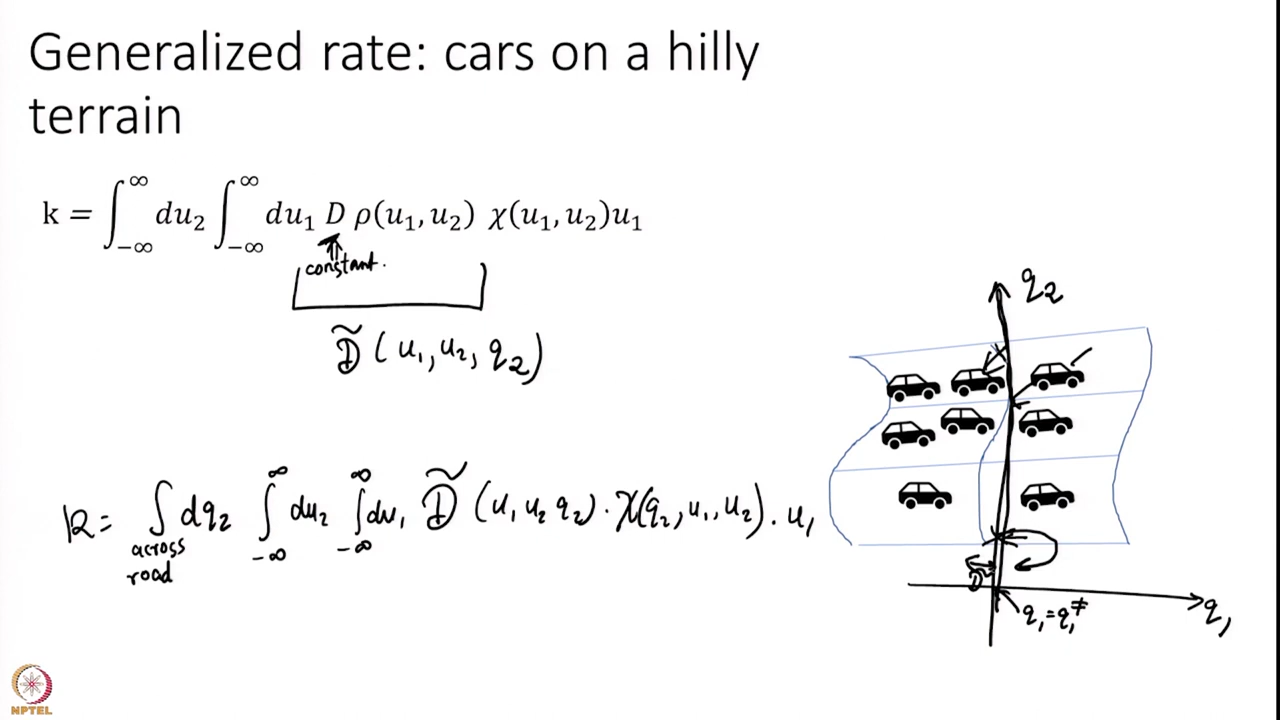 Generalized rate: cars on a hilly
terrain
k = ∫_{-∞}^{∞} du₂ ∫_{-∞}^{∞} du₁ D ρ(u₁, u₂) χ(u₁, u₂)u₁
constant.
D̃ (u₁, u₂, q₂)
k = ∫_{across road} dq₂ ∫_{-∞}^{∞} du₂ ∫_{-∞}^{∞} du₁ D̃ (u₁ u₂ q₂) · χ(q₂, u₁, u₂) · u₁
q₂
D
q₁ = q₁^≠
q₁
NPTEL